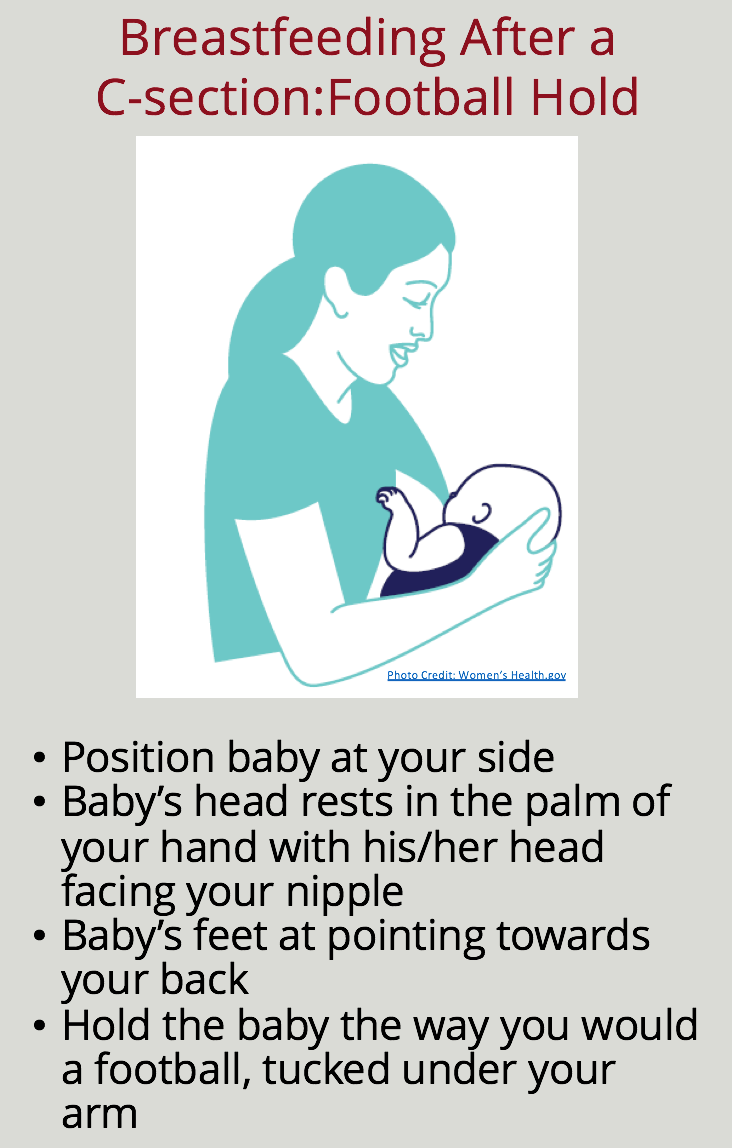 Breastfeeding After a
C-section:Football Hold
Photo Credit: Women's Health.gov
• Position baby at your side
• Baby’s head rests in the palm of
your hand with his/her head
facing your nipple
• Baby’s feet at pointing towards
your back
• Hold the baby the way you would
a football, tucked under your
arm